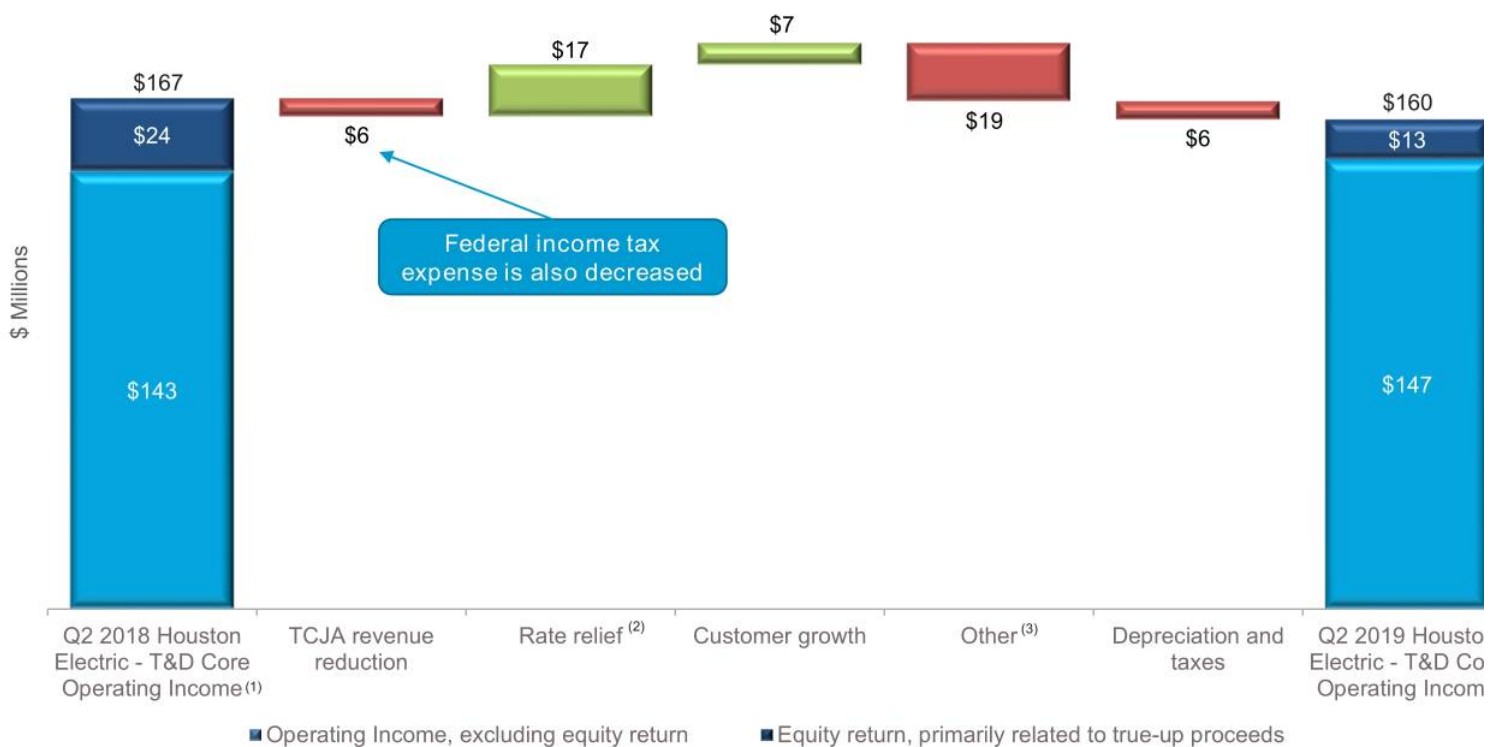 $7
$17
$167
$24
$6
$19
$6
$160
$13
Federal income tax
expense is also decreased
$ Millions
$143
$147
Q2 2018 Houston
Electric - T&D Core
Operating Income (1)
TCJA revenue
reduction
Rate relief (2)
Customer growth
Other (3)
Depreciation and
taxes
Q2 2019 Housto
Electric - T&D Co
Operating Incom
Operating Income, excluding equity return
Equity return, primarily related to true-up proceeds